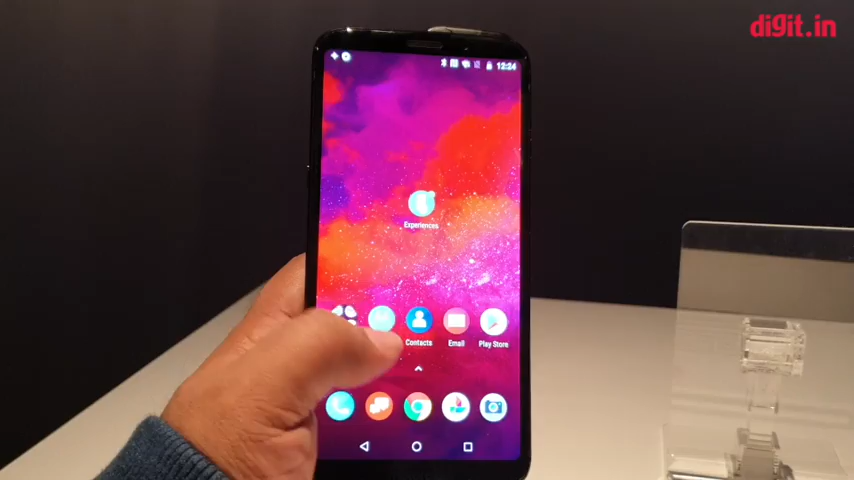 digit.in
12:24
Experiences
Contacts
Email
Play Store